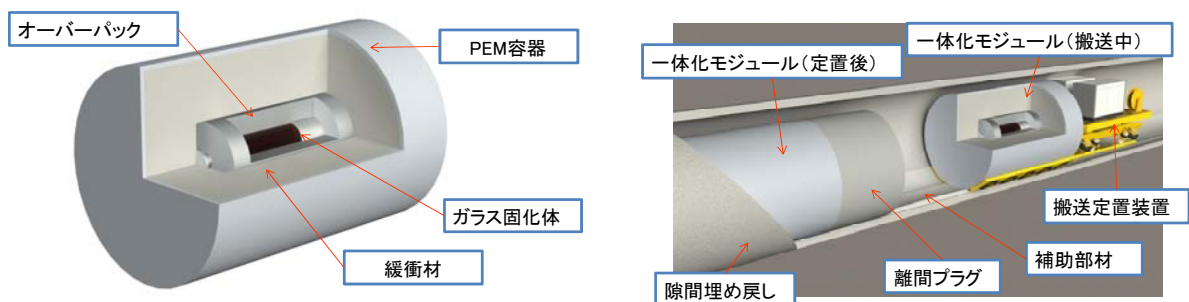 オーバーパック
PEM容器
ガラス固化体
緩衝材
一体化モジュール（搬送中）
一体化モジュール（定置後）
搬送定置装置
補助部材
離間プラグ
隙間埋め戻し